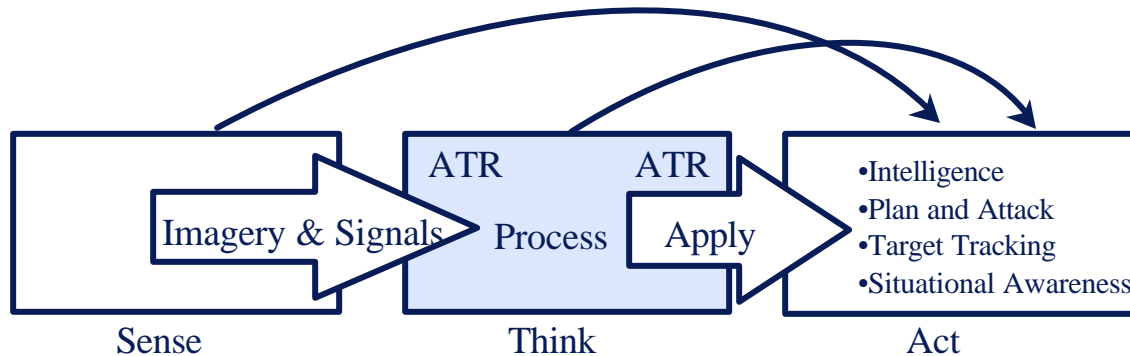 ATR
ATR
Imagery & Signals
Process
Apply
•Intelligence
•Plan and Attack
•Target Tracking
•Situational Awareness
Sense
Think
Act